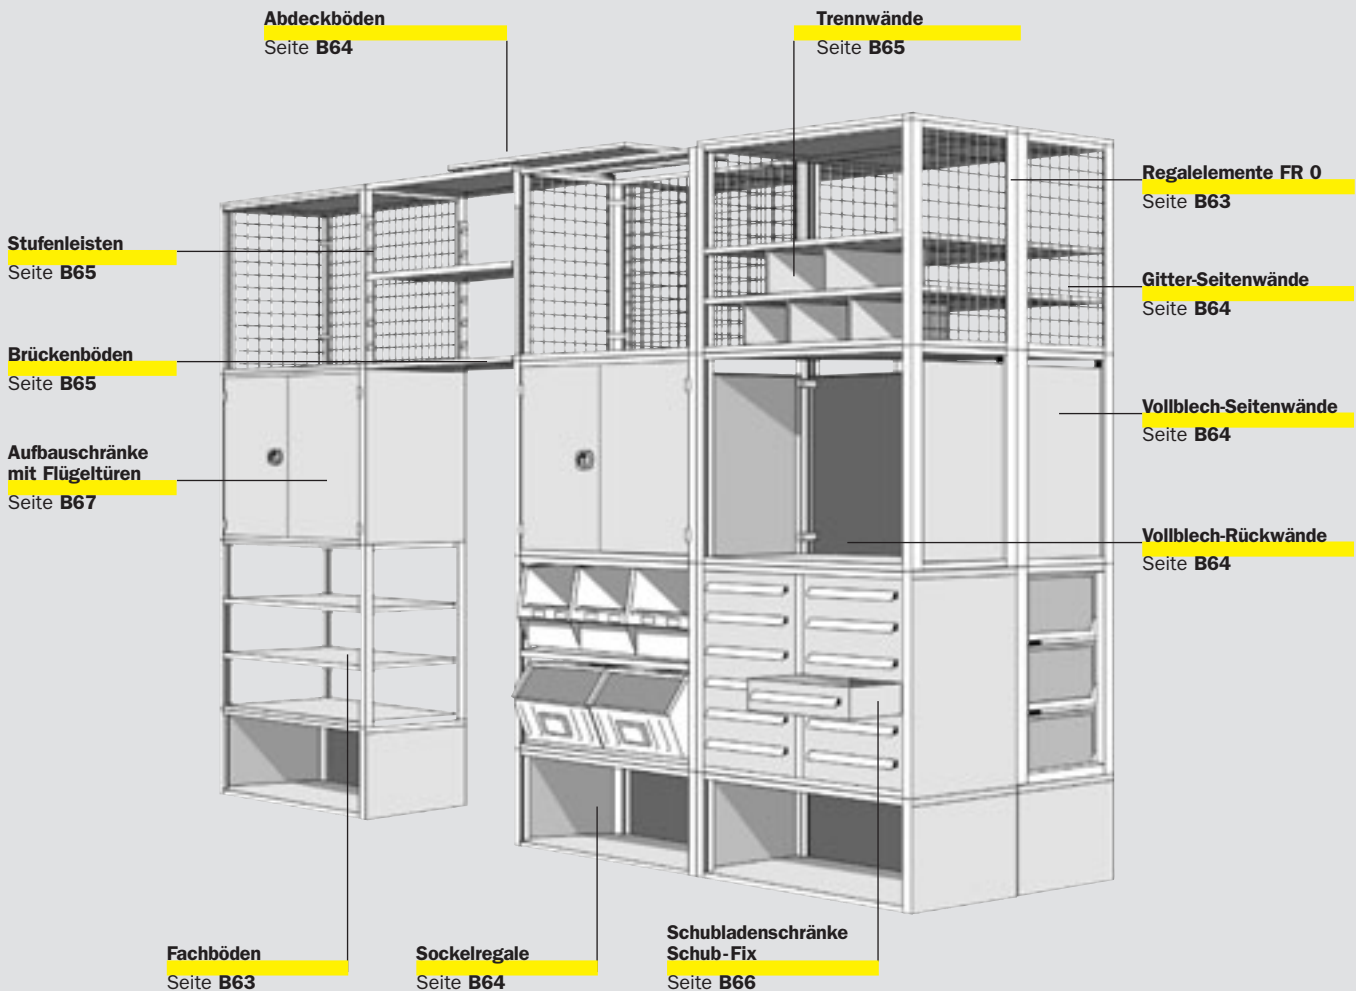 Abdeckböden
Seite B64
Trennwände
Seite B65
Regalelemente FR 0
Seite B63
Stufenleisten
Seite B65
Gitter-Seitenwände
Seite B64
Brückenböden
Seite B65
Vollblech-Seitenwände
Seite B64
Aufbauschränke
mit Flügeltüren
Seite B67
Vollblech-Rückwände
Seite B64
Fachböden
Seite B63
Sockelregale
Seite B64
Schubladenschränke
Schub-Fix
Seite B66